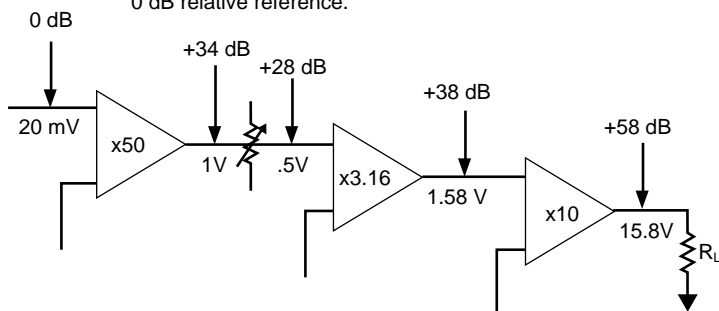 0 dB relative reference.
0 dB
+34 dB
+28 dB
+38 dB
+58 dB
20 mV
x50
1V
.5V
x3.16
1.58 V
x10
15.8V
RL